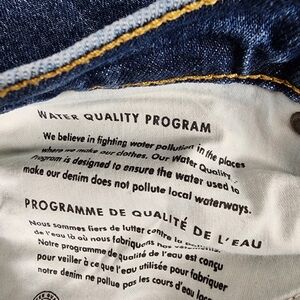 WATER QUALITY PROGRAM
We believe in fighting water pollution in the places
where we make our clothes. Our Water Quality
Program is designed to ensure the water used to
make our denim does not pollute local waterways.
PROGRAMME DE QUALITÉ DE L'EAU
Nous sommes fiers de lutter contre la
de l'eau là où nous fabriquons nos
Notre programme de qualité de l'eau est conçu
pour veiller à ce que l'eau utilisée pour fabriquer
notre denim ne pollue pas les cours d'eau